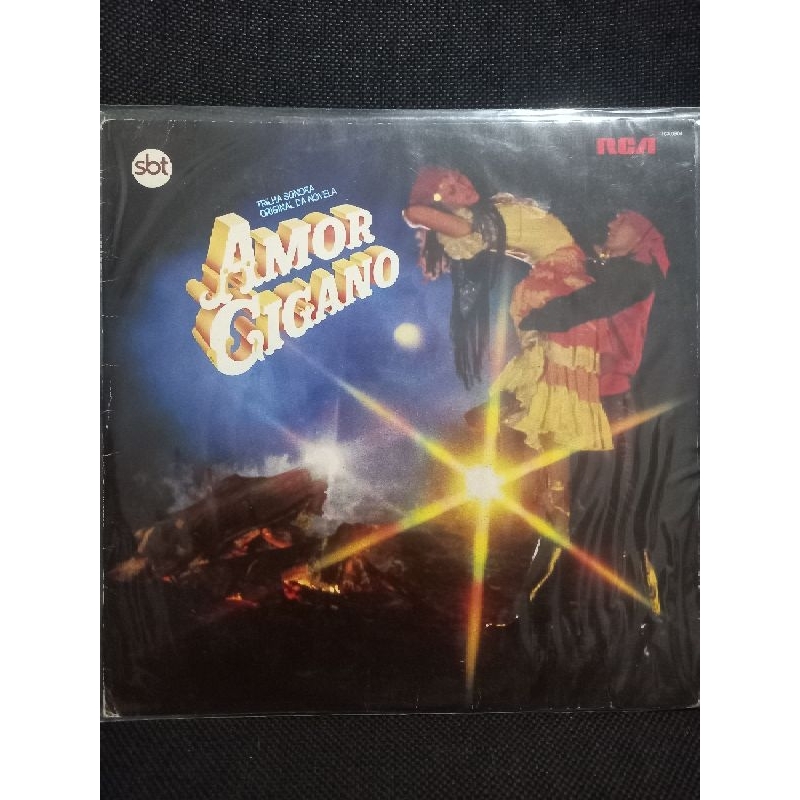 sbt
RCA
TRILHA SONORA
ORIGINAL DA NOVELA
AMOR
CIGANO